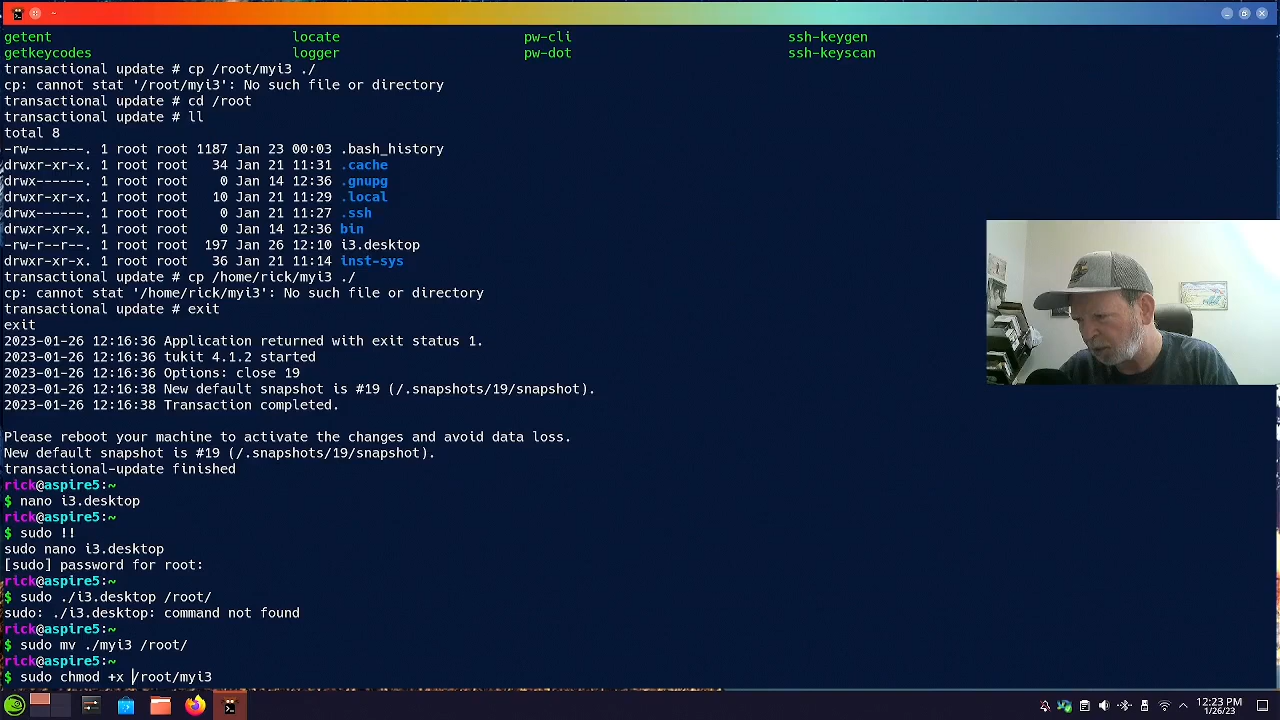 getent locate pw-cli ssh-keygen
getkeycodes logger pw-dot ssh-keyscan
transactional update # cp /root/myi3 ./
cp: cannot stat '/root/myi3': No such file or directory
transactional update # cd /root
transactional update # ll
total 8
-rw-------. 1 root root 1187 Jan 23 00:03 .bash_history
drwxr-xr-x. 1 root root 34 Jan 21 11:31 .cache
drwx------. 1 root root 0 Jan 14 12:36 .gnupg
drwxr-xr-x. 1 root root 10 Jan 21 11:29 .local
drwx------. 1 root root 0 Jan 21 11:27 .ssh
drwxr-xr-x. 1 root root 0 Jan 14 12:36 bin
-rw-r--r--. 1 root root 197 Jan 26 12:10 i3.desktop
drwxr-xr-x. 1 root root 36 Jan 21 11:14 inst-sys
transactional update # cp /home/rick/myi3 ./
cp: cannot stat '/home/rick/myi3': No such file or directory
transactional update # exit
exit
2023-01-26 12:16:36 Application returned with exit status 1.
2023-01-26 12:16:36 tukit 4.1.2 started
2023-01-26 12:16:36 Options: close 19
2023-01-26 12:16:38 New default snapshot is #19 (/.snapshots/19/snapshot).
2023-01-26 12:16:38 Transaction completed.
Please reboot your machine to activate the changes and avoid data loss.
New default snapshot is #19 (/.snapshots/19/snapshot).
transactional-update finished
rick@aspire5:~
$ nano i3.desktop
rick@aspire5:~
$ sudo !!
sudo nano i3.desktop
[sudo] password for root:
rick@aspire5:~
$ sudo ./i3.desktop /root/
sudo: ./i3.desktop: command not found
rick@aspire5:~
$ sudo mv ./myi3 /root/
rick@aspire5:~
$ sudo chmod +x /root/myi3
12:23 PM
1/26/23